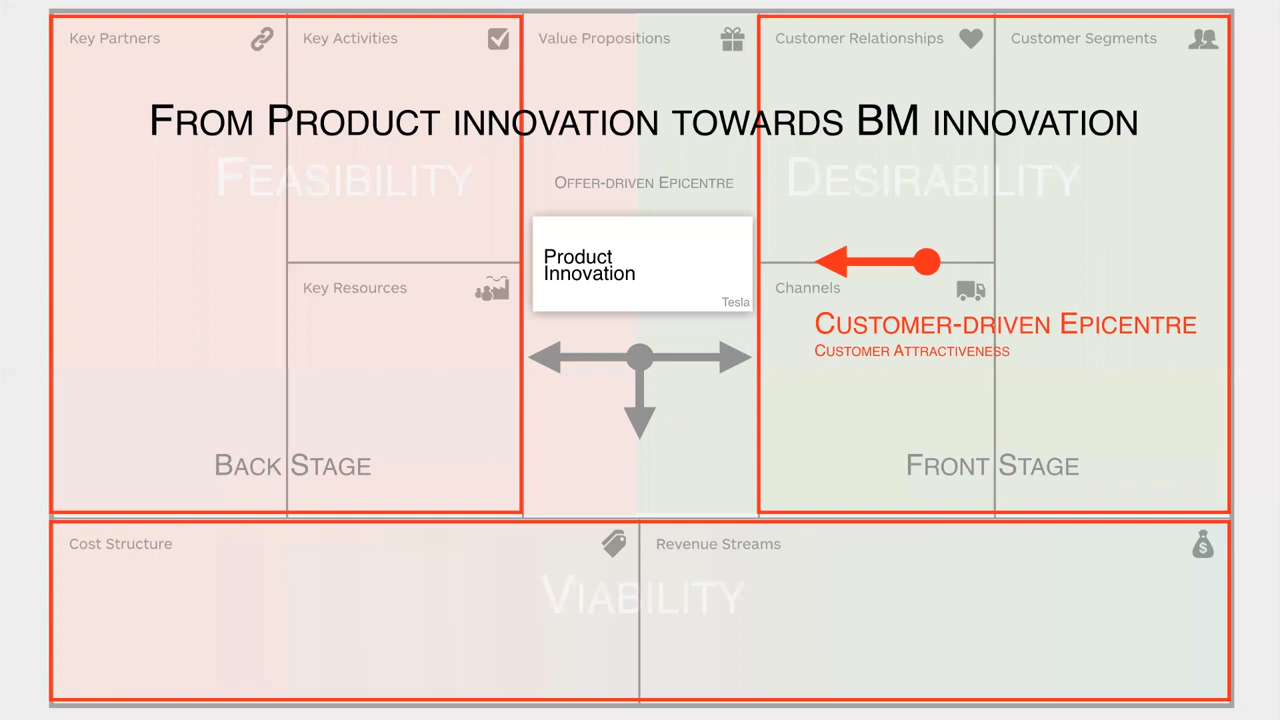 Key Partners
Key Activities
Value Propositions
Customer Relationships
Customer Segments
From Product innovation towards BM innovation
Feasibility
Desirability
Offer-driven Epicentre
Product
Innovation
Tesla
Key Resources
Channels
Customer-driven Epicentre
Customer Attractiveness
Back Stage
Front Stage
Cost Structure
Revenue Streams
$
Viability